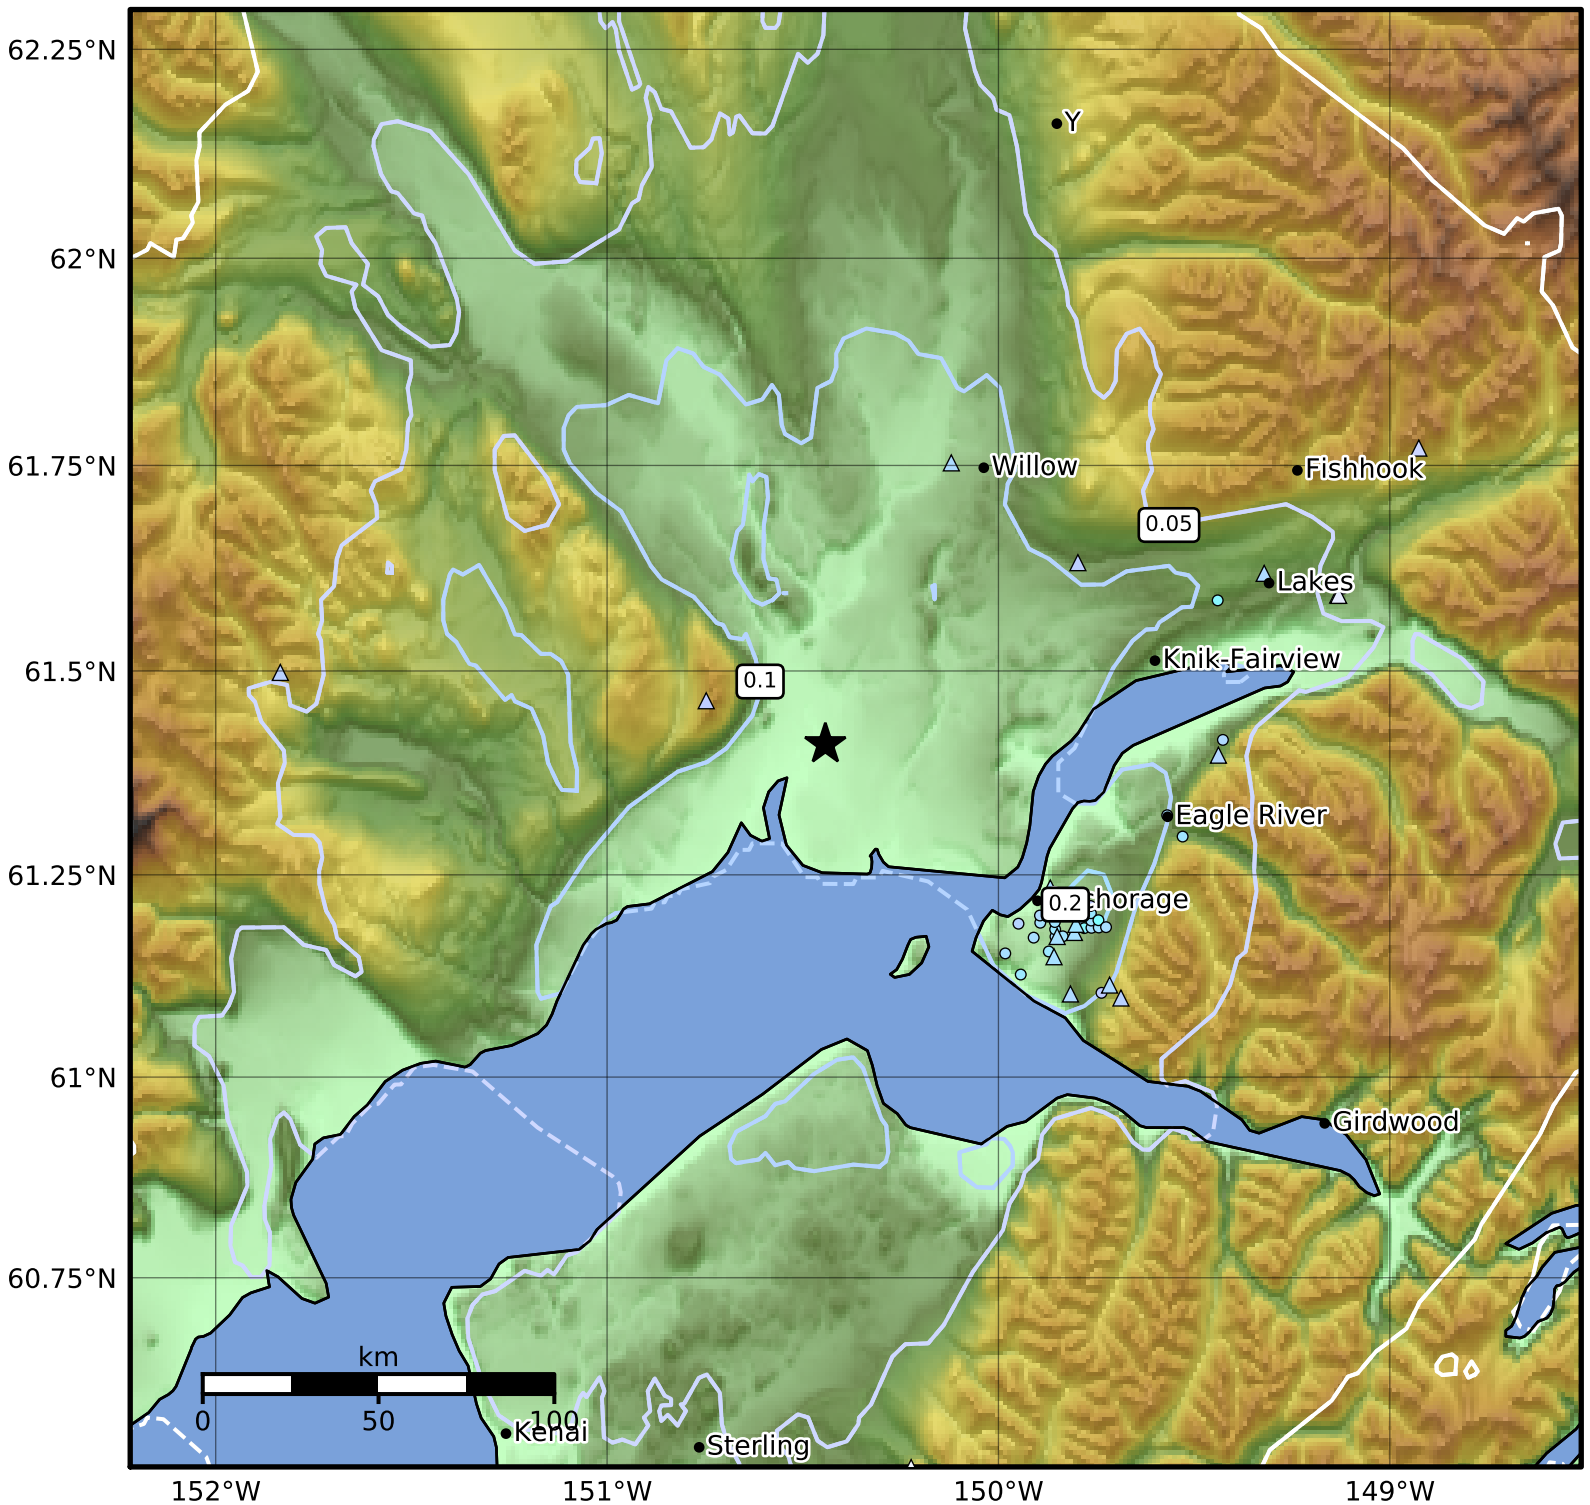 62.25°N
Y
62°N
61.75°N
Willow
Fishhook
0.05
Lakes
61.5°N
Knik-Fairview
0.1
Eagle River
61.25°N
0.2
chorage
61°N
Girdwood
60.75°N
km
0
50
100
Kenai
Sterling
152°W
151°W
150°W
149°W